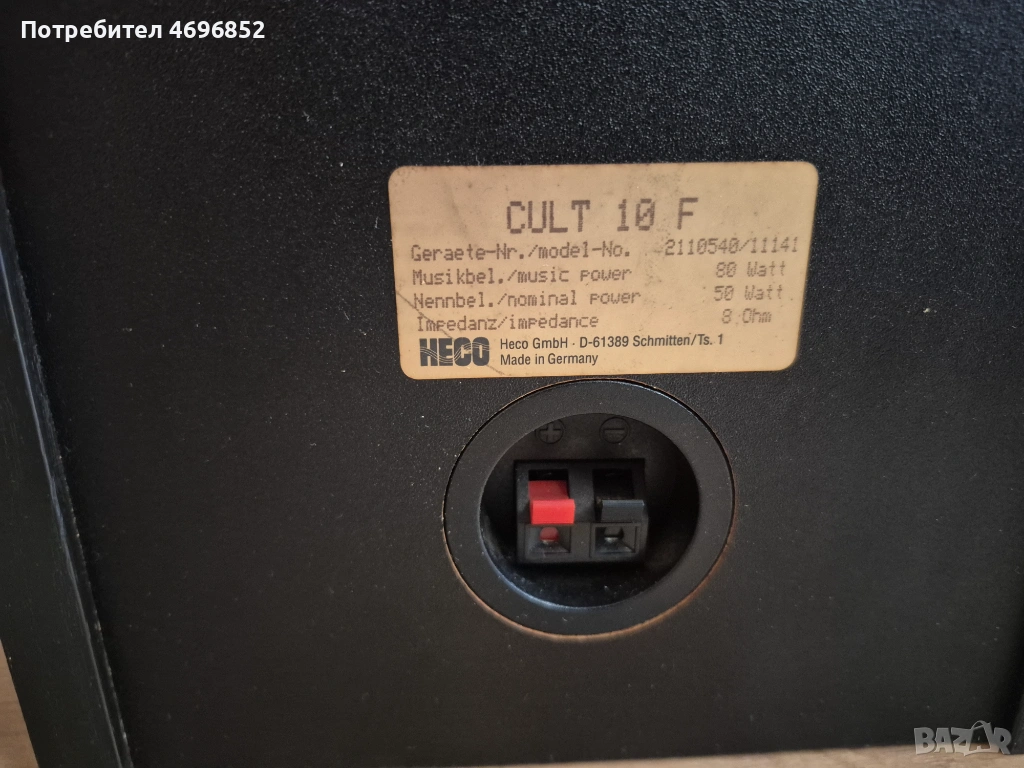 Потребител 4696852
CULT 10 F
Geraete-Nr./model-No. 2110540/11141
Musikbel./music power 80 Watt
Nennbel./nominal power 50 Watt
Impedanz/impedance 8 Ohm
HECO Heco GmbH · D-61389 Schmitten/Ts. 1
Made in Germany
+ −
BAZAR